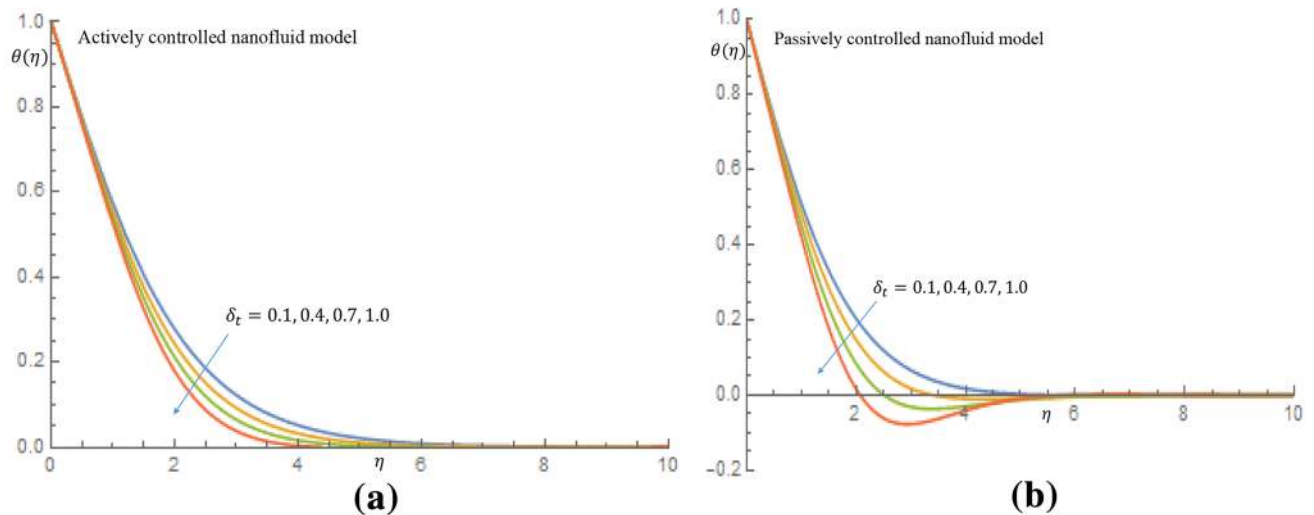 1.0
Actively controlled nanofluid model
θ(η)
0.8
0.6
0.4
δₜ = 0.1, 0.4, 0.7, 1.0
0.2
0.0
0 2 4 η 6 8 10
(a)
1.0
Passively controlled nanofluid model
θ(η)
0.8
0.6
0.4
δₜ = 0.1, 0.4, 0.7, 1.0
0.2
0.0
2 4 η 6 8 10
−0.2
(b)